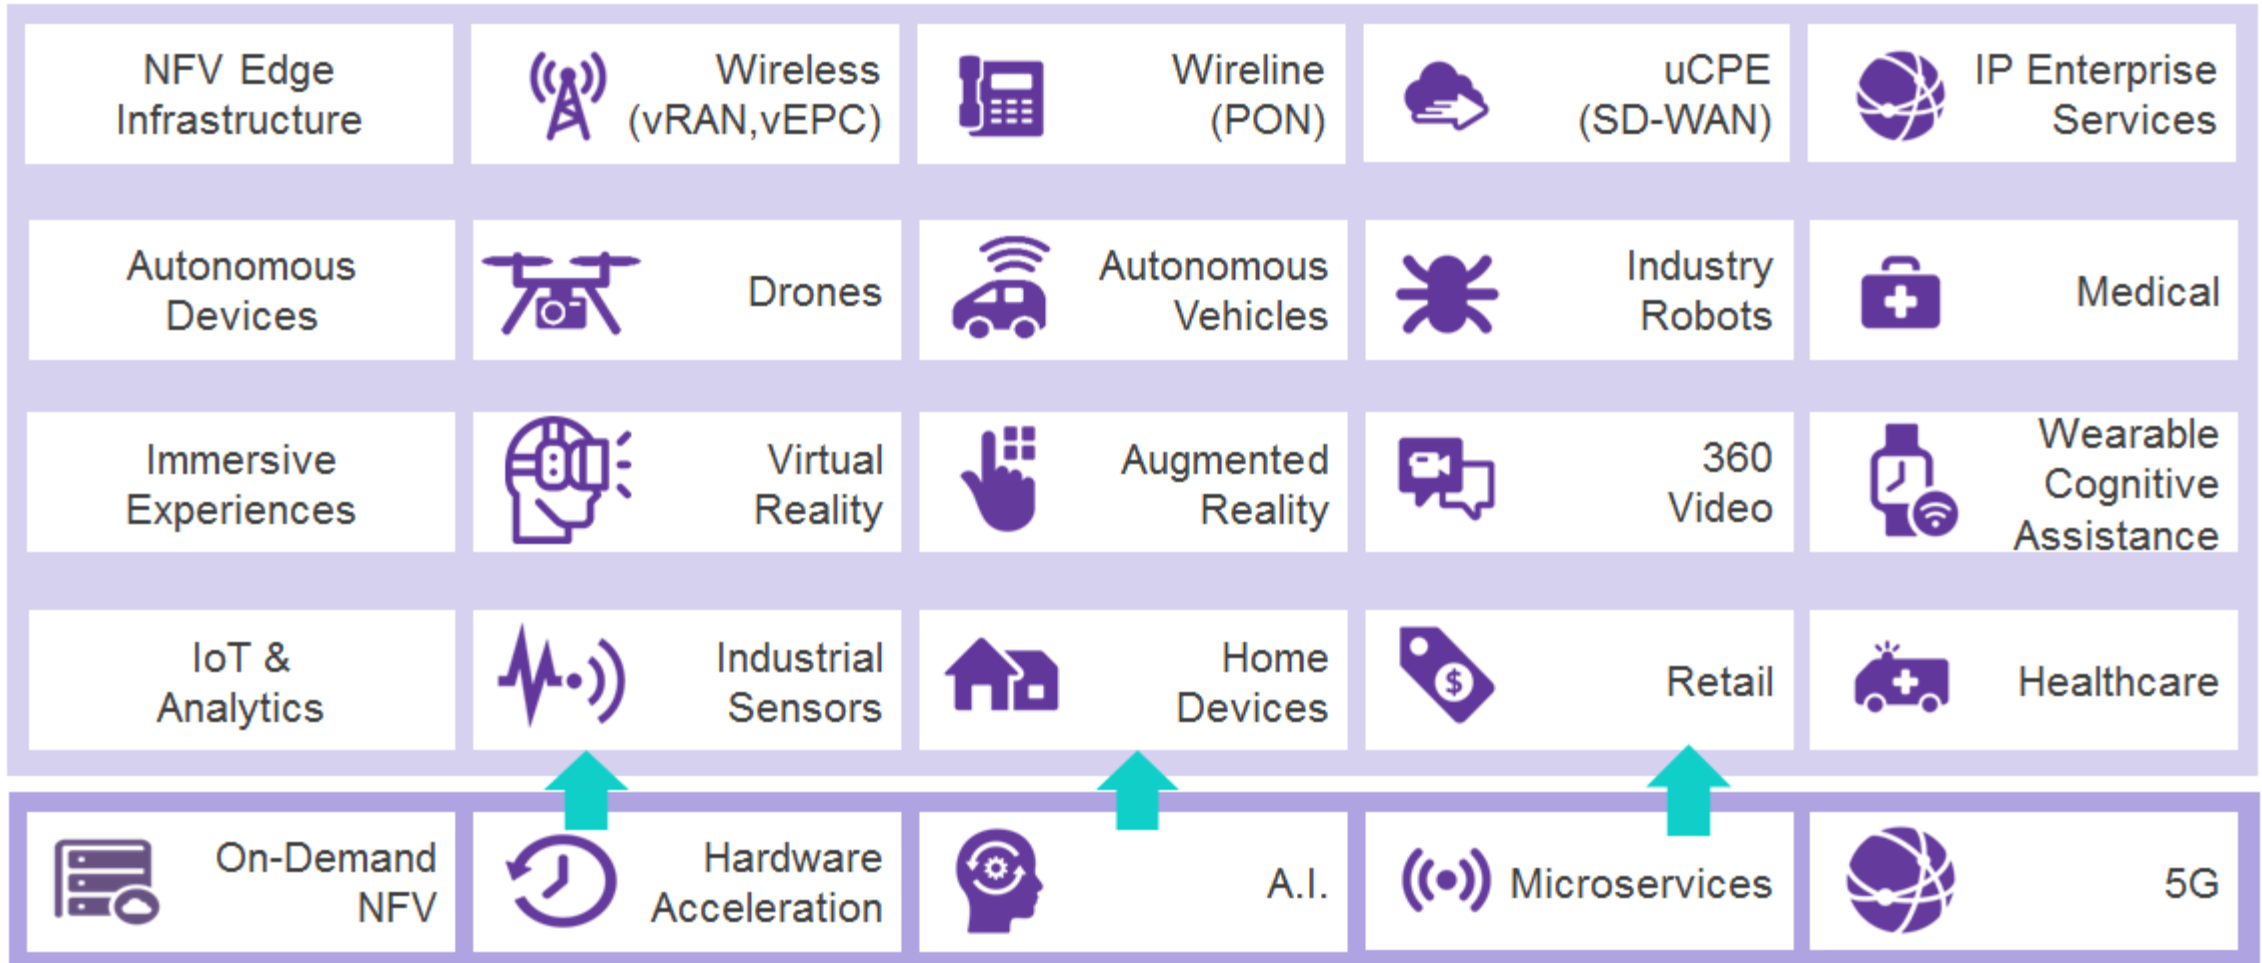 NFV Edge
Infrastructure
Wireless
(vRAN,vEPC)
Wireline
(PON)
uCPE
(SD-WAN)
IP Enterprise
Services
Autonomous
Devices
Drones
Autonomous
Vehicles
Industry
Robots
Medical
Immersive
Experiences
Virtual
Reality
Augmented
Reality
360
Video
Wearable
Cognitive
Assistance
IoT &
Analytics
Industrial
Sensors
Home
Devices
$
Retail
Healthcare
On-Demand
NFV
Hardware
Acceleration
A.I.
Microservices
5G